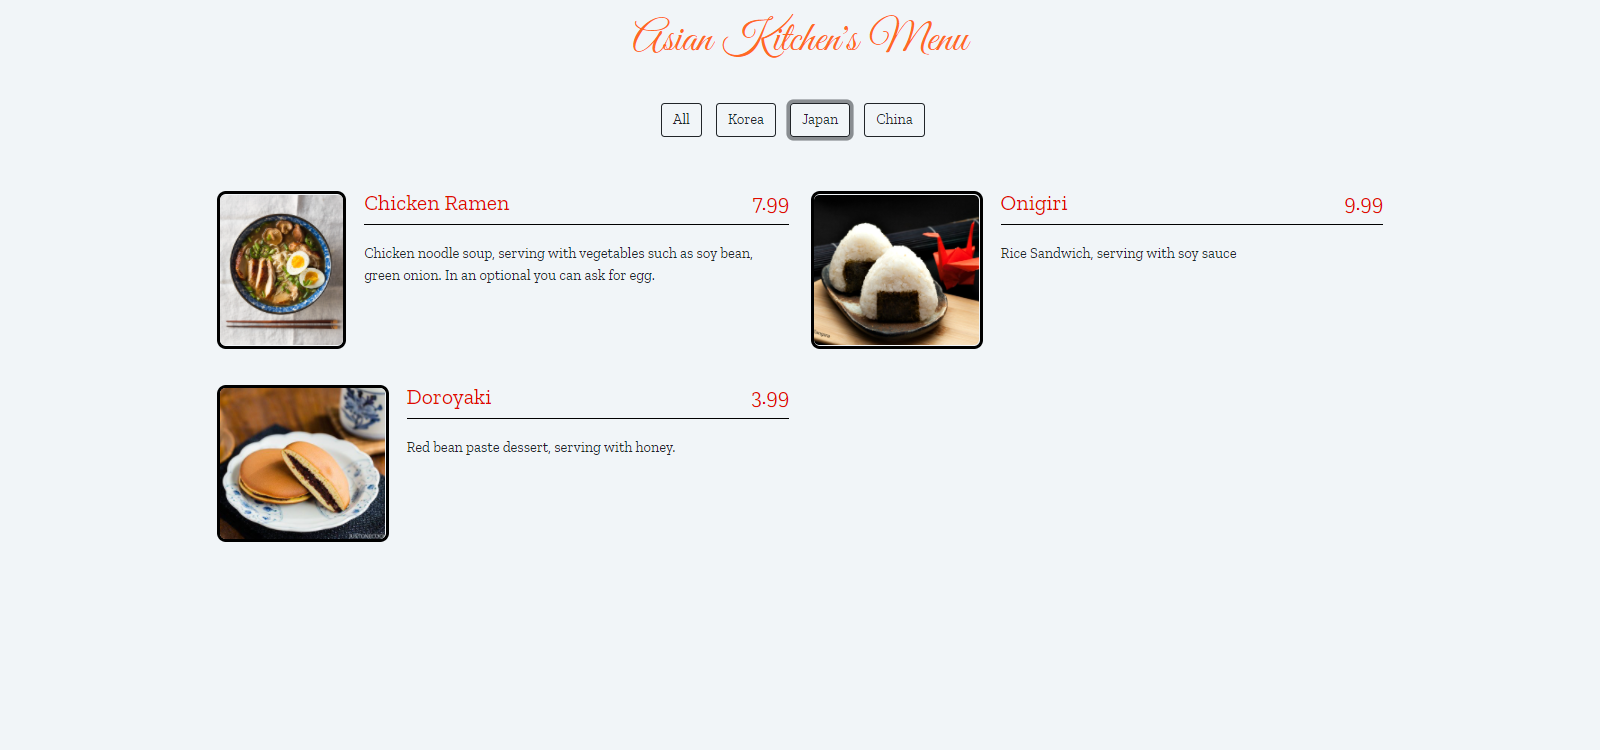 Asian Kitchen's Menu
All Korea Japan China
Chicken Ramen 7.99
Chicken noodle soup, serving with vegetables such as soy bean,
green onion. In an optional you can ask for egg.
Onigiri 9.99
Rice Sandwich, serving with soy sauce
Doroyaki 3.99
Red bean paste dessert, serving with honey.